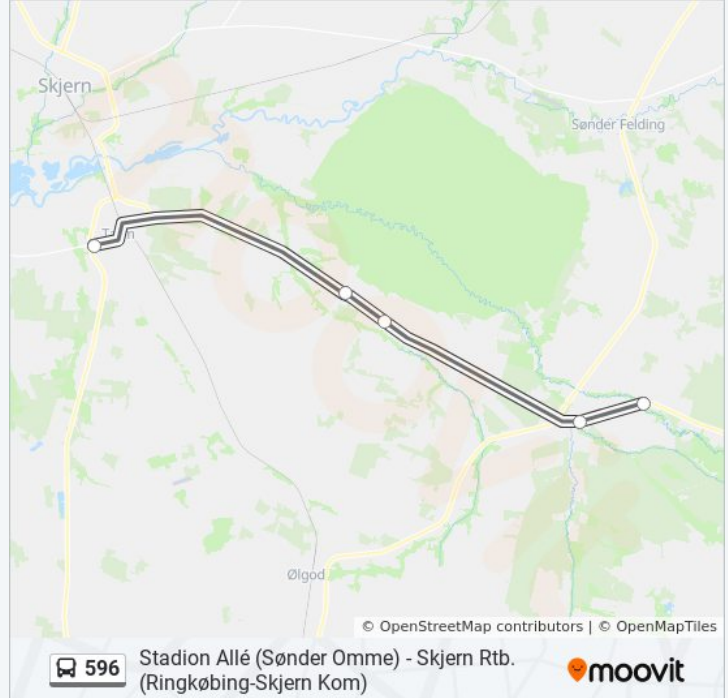 Skjern
Sønder Felding
Ølgod
© OpenStreetMap contributors | © OpenMapTiles
596
Stadion Allé (Sønder Omme) - Skjern Rtb.
(Ringkøbing-Skjern Kom)
moovit